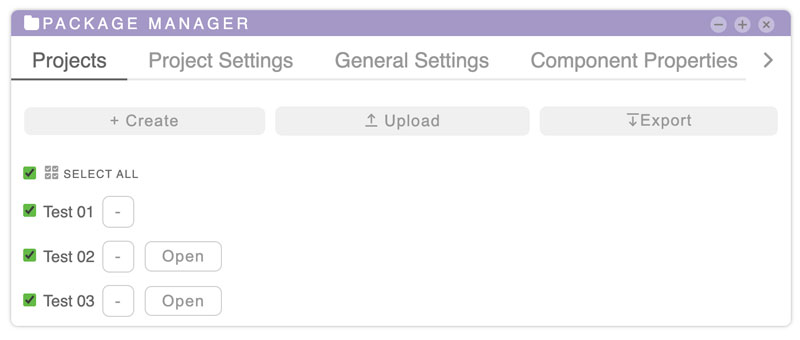 PACKAGE MANAGER
Projects Project Settings General Settings Component Properties
+ Create Upload Export
SELECT ALL
Test 01 -
Test 02 - Open
Test 03 - Open